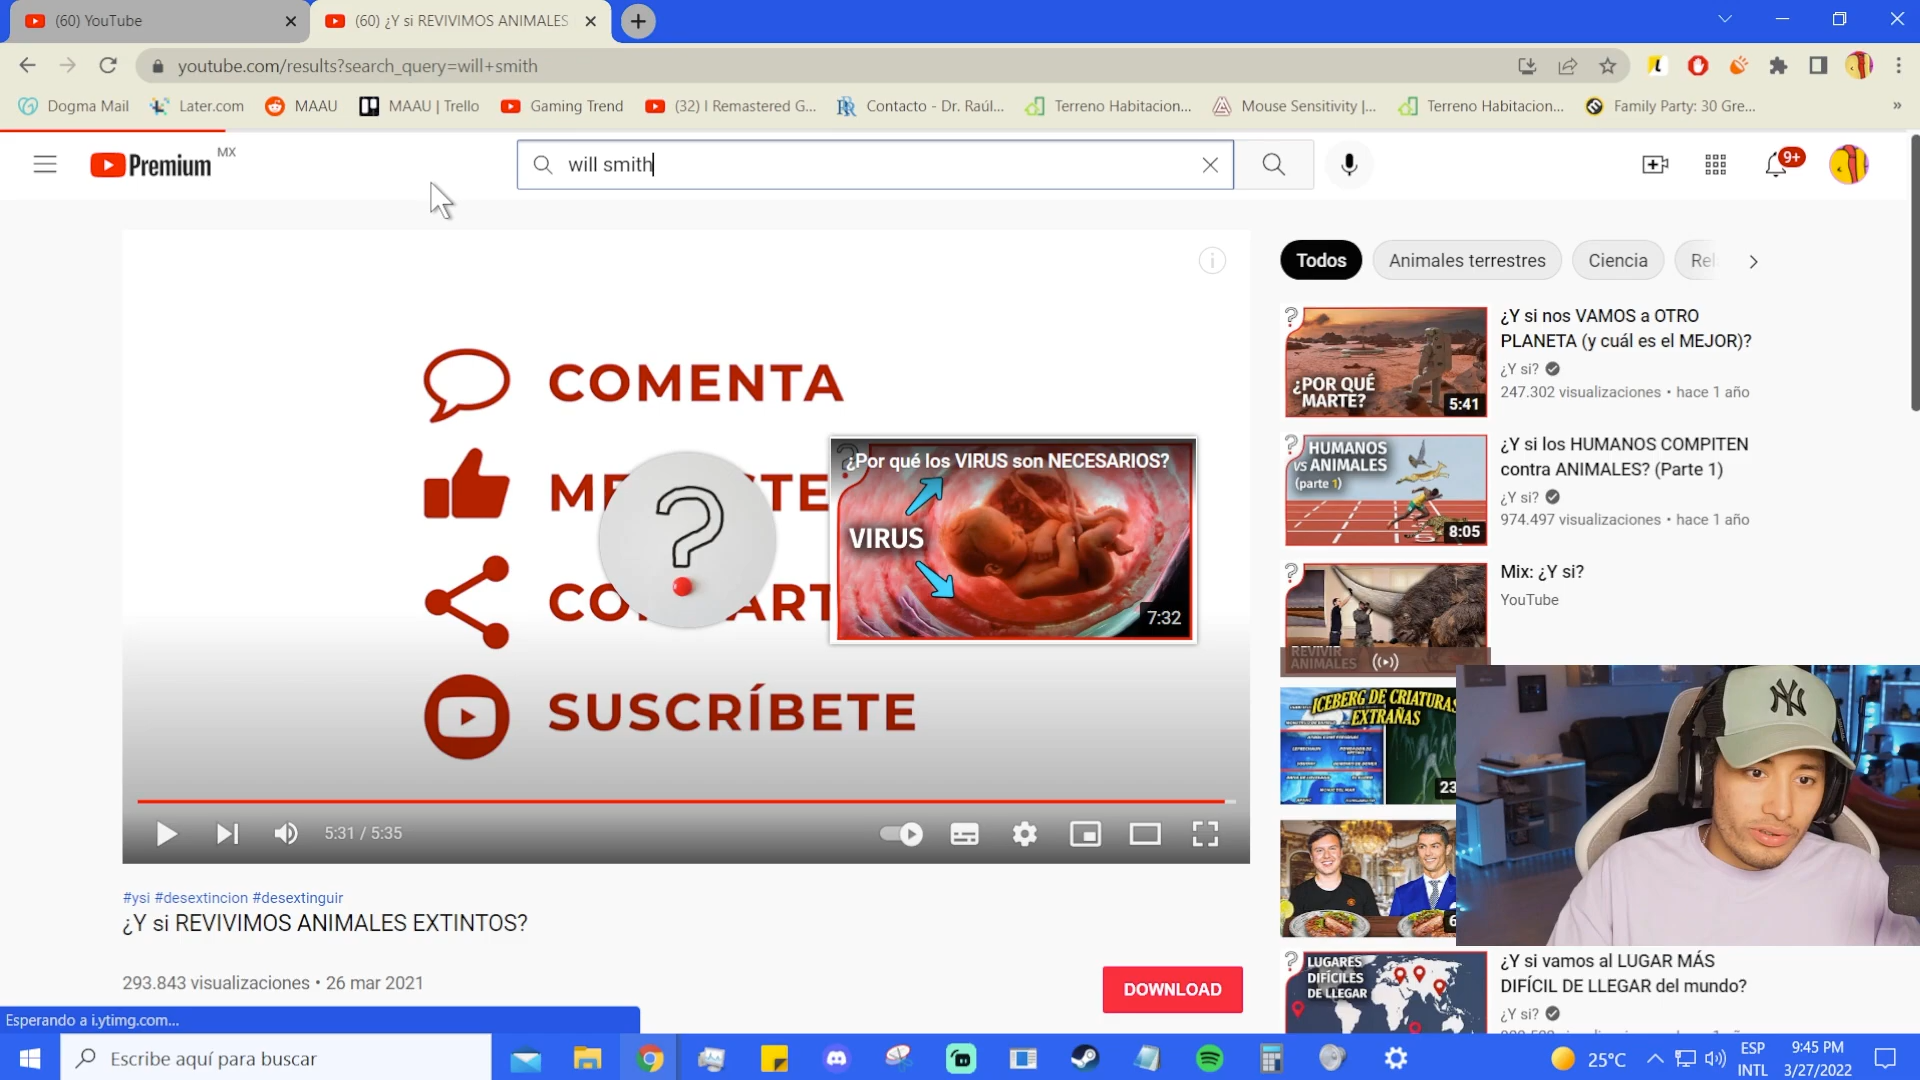 (60) YouTube
(60) ¿Y si REVIVIMOS ANIMALES
youtube.com/results?search_query=will+smith
Dogma Mail
Later.com
MAAU
MAAU | Trello
Gaming Trend
(32) I Remastered G...
Contacto - Dr. Raúl...
Terreno Habitacion...
Mouse Sensitivity |...
Terreno Habitacion...
Family Party: 30 Gre...
»
Premium MX
will smith
9+
Todos
Animales terrestres
Ciencia
COMENTA
SUSCRÍBETE
¿Por qué los VIRUS son NECESARIOS?
VIRUS
7:32
5:31 / 5:35
#ysi #desextincion #desextinguir
¿Y si REVIVIMOS ANIMALES EXTINTOS?
293.843 visualizaciones • 26 mar 2021
DOWNLOAD
¿POR QUÉ
MARTE?
5:41
¿Y si nos VAMOS a OTRO
PLANETA (y cuál es el MEJOR)?
¿Y si?
247.302 visualizaciones • hace 1 año
HUMANOS
VS ANIMALES
(parte 1)
8:05
¿Y si los HUMANOS COMPITEN
contra ANIMALES? (Parte 1)
¿Y si?
974.497 visualizaciones • hace 1 año
REVIVIR
ANIMALES
Mix: ¿Y si?
YouTube
ICEBERG DE CRIATURAS
EXTRAÑAS
23
NY
LUGARES
DIFÍCILES
DE LLEGAR
¿Y si vamos al LUGAR MÁS
DIFÍCIL DE LLEGAR del mundo?
¿Y si?
Esperando a i.ytimg.com...
Escribe aquí para buscar
25°C
ESP
INTL
9:45 PM
3/27/2022